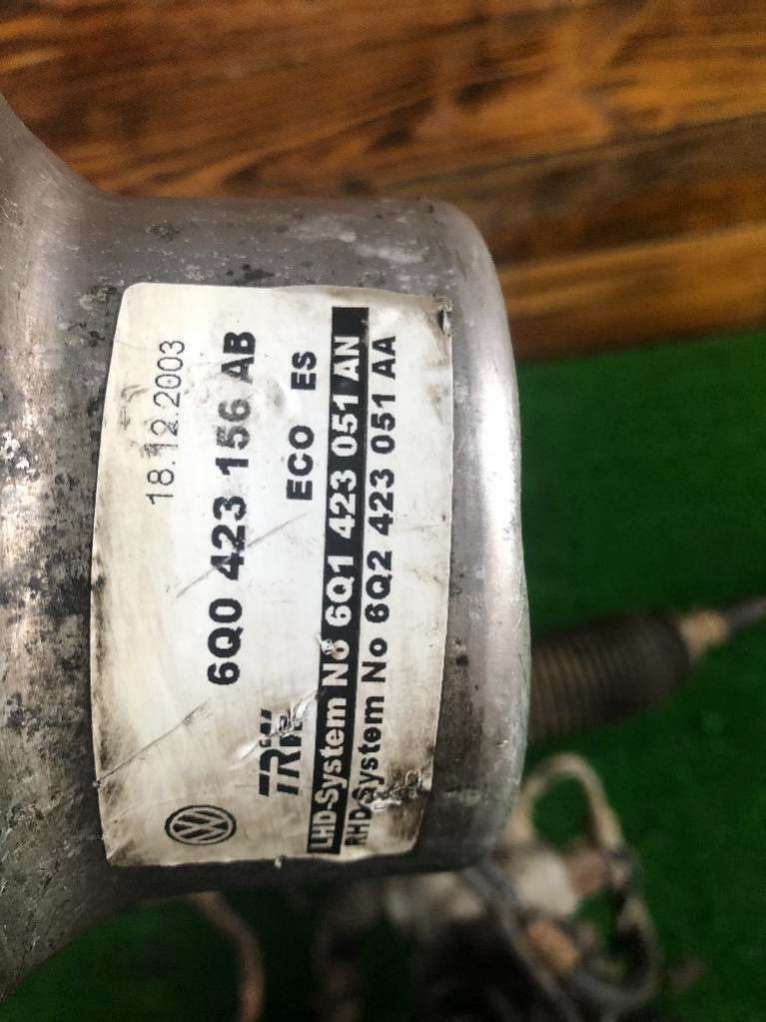 18.12.2003
6Q0 423 156 AB
TRW ECO ES
LHD-System No 6Q1 423 051 AN
RHD-System No 6Q2 423 051 AA